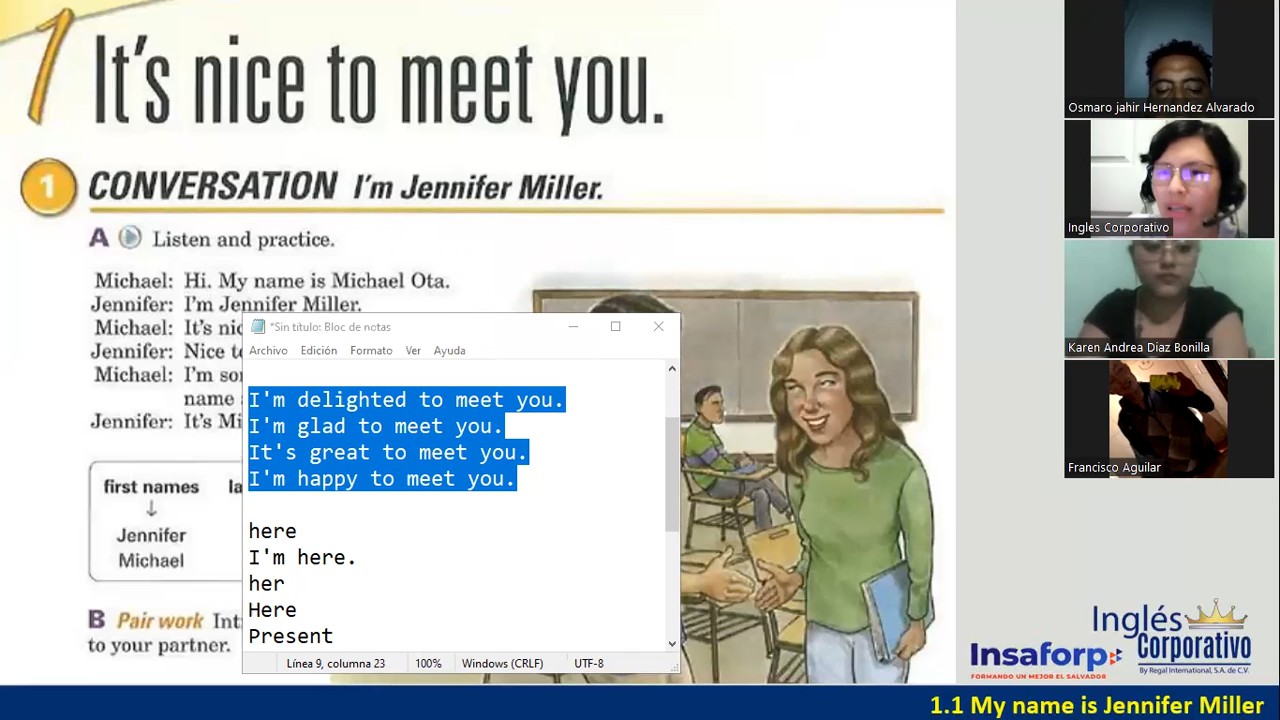 1 It's nice to meet you.
1 CONVERSATION I'm Jennifer Miller.
A Listen and practice.
Michael: Hi. My name is Michael Ota.
Jennifer: I'm Jennifer Miller.
Michael: It's
Jennifer: Nice
Michael: I'm
name
Jennifer: It's
first names
↓
Jennifer
Michael
B Pair work
to your partner.
*Sin título: Bloc de notas
Archivo Edición Formato Ver Ayuda
I'm delighted to meet you.
I'm glad to meet you.
It's great to meet you.
I'm happy to meet you.
here
I'm here.
her
Here
Present
Línea 9, columna 23 100% Windows (CRLF) UTF-8
Osmaro jahir Hernandez Alvarado
Ingles Corporativo
Karen Andrea Diaz Bonilla
Francisco Aguilar
Inglés
Corporativo
By Regal International, S.A. de C.V.
Insaforp
FORMANDO UN MEJOR EL SALVADOR
1.1 My name is Jennifer Miller